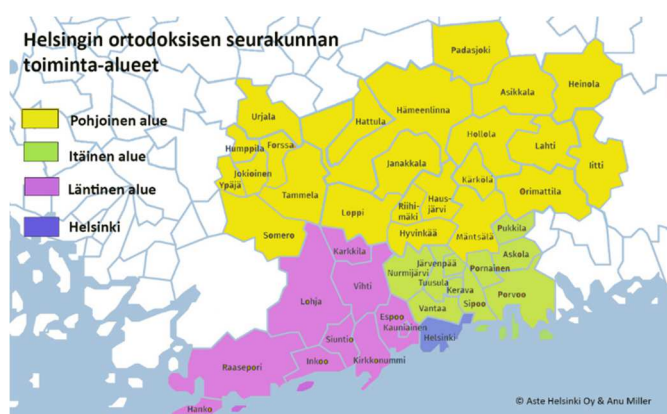 Helsingin ortodoksisen seurakunnan
toiminta-alueet
Pohjoinen alue
Itäinen alue
Läntinen alue
Helsinki
Padasjoki
Heinola
Asikkala
Urjala
Hämeenlinna
Hattula
Hollola
Lahti
Humppila
Forssa
Iitti
Janakkala
Jokioinen
Kärkölä
Ypäjä
Orimattila
Tammela
Loppi
Riihi-
mäki
Haus-
järvi
Pukkila
Somero
Hyvinkää
Mäntsälä
Karkkila
Askola
Järvenpää
Pornainen
Nurmijärvi
Tuusula
Vihti
Kerava
Lohja
Sipoo
Porvoo
Vantaa
Espoo
Kauniainen
Siuntio
Helsinki
Inkoo
Kirkkonummi
Raasepori
Hanko
© Aste Helsinki Oy & Anu Miller